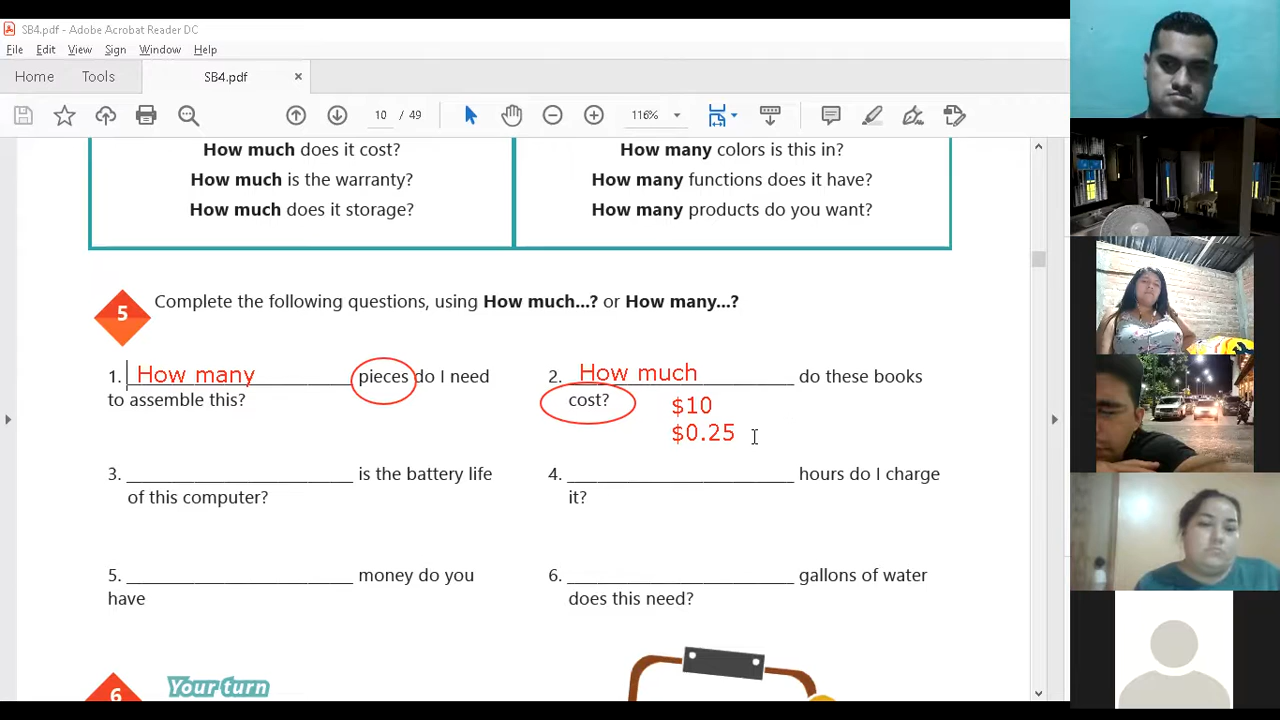 SB4.pdf - Adobe Acrobat Reader DC
File Edit View Window Sign Help
Home Tools SB4.pdf ×
10 / 49 116%
How much does it cost?
How much is the warranty?
How much does it storage?
How many colors is this in?
How many functions does it have?
How many products do you want?
5 Complete the following questions, using How much...? or How many...?
1. How many pieces do I need
to assemble this?
2. How much do these books
cost?
$10
$0.25
3. ______ is the battery life
of this computer?
4. ______ hours do I charge
it?
5. ______ money do you
have
6. ______ gallons of water
does this need?
6 Your turn